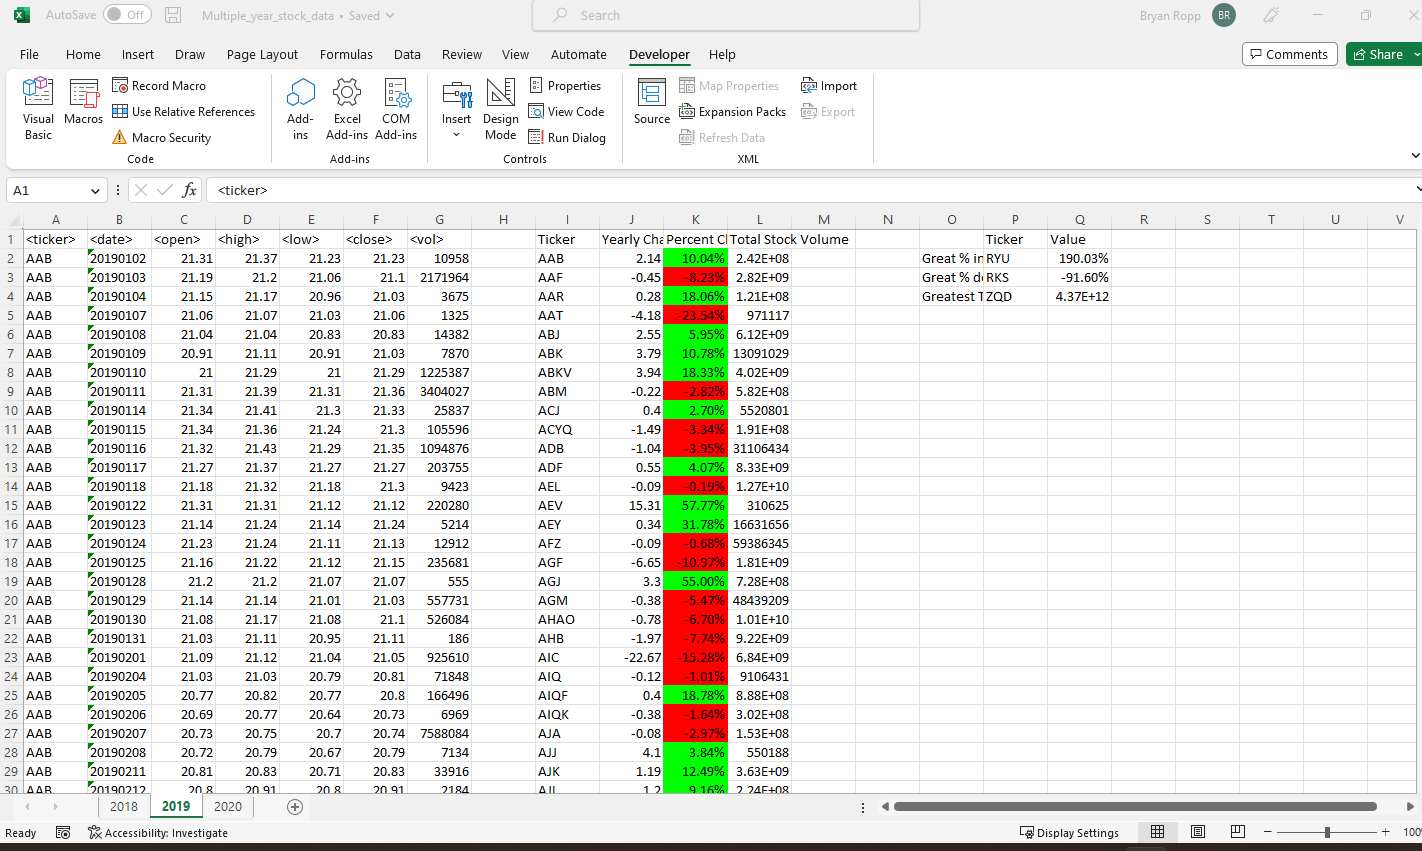 AutoSave Off Multiple_year_stock_data • Saved Search Bryan Ropp BR
File Home Insert Draw Page Layout Formulas Data Review View Automate Developer Help Comments Share
Visual Basic Macros Record Macro Use Relative References Macro Security Code
Add-ins Excel Add-ins COM Add-ins Add-ins
Insert Design Mode Properties View Code Run Dialog Controls
Source Map Properties Expansion Packs Refresh Data Import Export XML
A1 fx <ticker>
A B C D E F G H I J K L M N O P Q R S T U V
1 <ticker> <date> <open> <high> <low> <close> <vol> Ticker Yearly Cha Percent Cl Total Stock Volume Ticker Value
2 AAB 20190102 21.31 21.37 21.23 21.23 10958 AAB 2.14 10.04% 2.42E+08 Great % in RYU 190.03%
3 AAB 20190103 21.19 21.2 21.06 21.1 2171964 AAF -0.45 -8.23% 2.82E+09 Great % de RKS -91.60%
4 AAB 20190104 21.15 21.17 20.96 21.03 3675 AAR 0.28 18.06% 1.21E+08 Greatest T ZQD 4.37E+12
5 AAB 20190107 21.06 21.07 21.03 21.06 1325 AAT -4.18 -23.54% 971117
6 AAB 20190108 21.04 21.04 20.83 20.83 14382 ABJ 2.55 5.95% 6.12E+09
7 AAB 20190109 20.91 21.11 20.91 21.03 7870 ABK 3.79 10.78% 13091029
8 AAB 20190110 21 21.29 21 21.29 1225387 ABKV 3.94 18.33% 4.02E+09
9 AAB 20190111 21.31 21.39 21.31 21.36 3404027 ABM -0.22 -2.82% 5.82E+08
10 AAB 20190114 21.34 21.41 21.3 21.33 25837 ACJ 0.4 2.70% 5520801
11 AAB 20190115 21.34 21.36 21.24 21.3 105596 ACYQ -1.49 -3.34% 1.91E+08
12 AAB 20190116 21.32 21.43 21.29 21.35 1094876 ADB -1.04 -3.95% 31106434
13 AAB 20190117 21.27 21.37 21.27 21.27 203755 ADF 0.55 4.07% 8.33E+09
14 AAB 20190118 21.18 21.32 21.18 21.3 9423 AEL -0.09 -0.19% 1.27E+10
15 AAB 20190122 21.31 21.31 21.12 21.12 220280 AEV 15.31 57.77% 310625
16 AAB 20190123 21.14 21.24 21.14 21.24 5214 AEY 0.34 31.78% 16631656
17 AAB 20190124 21.23 21.24 21.11 21.13 12912 AFZ -0.09 -0.68% 59386345
18 AAB 20190125 21.16 21.22 21.12 21.15 235681 AGF -6.65 -10.97% 1.81E+09
19 AAB 20190128 21.2 21.2 21.07 21.07 555 AGJ 3.3 55.00% 7.28E+08
20 AAB 20190129 21.14 21.14 21.01 21.03 557731 AGM -0.38 -5.47% 48439209
21 AAB 20190130 21.08 21.17 21.08 21.1 526084 AHAO -0.78 -6.70% 1.01E+10
22 AAB 20190131 21.03 21.11 20.95 21.11 186 AHB -1.97 -7.74% 9.22E+09
23 AAB 20190201 21.09 21.12 21.04 21.05 925610 AIC -22.67 -15.28% 6.84E+09
24 AAB 20190204 21.03 21.03 20.79 20.81 71848 AIQ -0.12 -1.01% 9106431
25 AAB 20190205 20.77 20.82 20.77 20.8 166496 AIQF 0.4 18.78% 8.88E+08
26 AAB 20190206 20.69 20.77 20.64 20.73 6969 AIQK -0.38 -1.64% 3.02E+08
27 AAB 20190207 20.73 20.75 20.7 20.74 7588084 AJA -0.08 -2.97% 1.53E+08
28 AAB 20190208 20.72 20.79 20.67 20.79 7134 AJJ 4.1 3.84% 550188
29 AAB 20190211 20.81 20.83 20.71 20.83 33916 AJK 1.19 12.49% 3.63E+09
30 AAB 20190212 20.8 20.91 20.8 20.91 2184 1.2 9.16% 2.24E+08
2018 2019 2020
Ready Accessibility: Investigate Display Settings 100